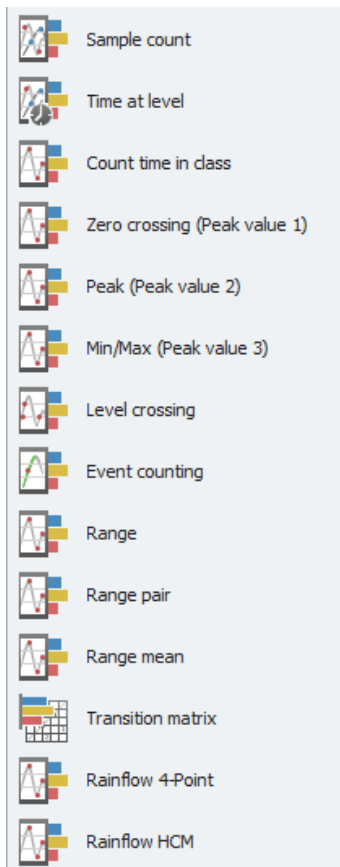 Sample count
Time at level
Count time in class
Zero crossing (Peak value 1)
Peak (Peak value 2)
Min/Max (Peak value 3)
Level crossing
Event counting
Range
Range pair
Range mean
Transition matrix
Rainflow 4-Point
Rainflow HCM